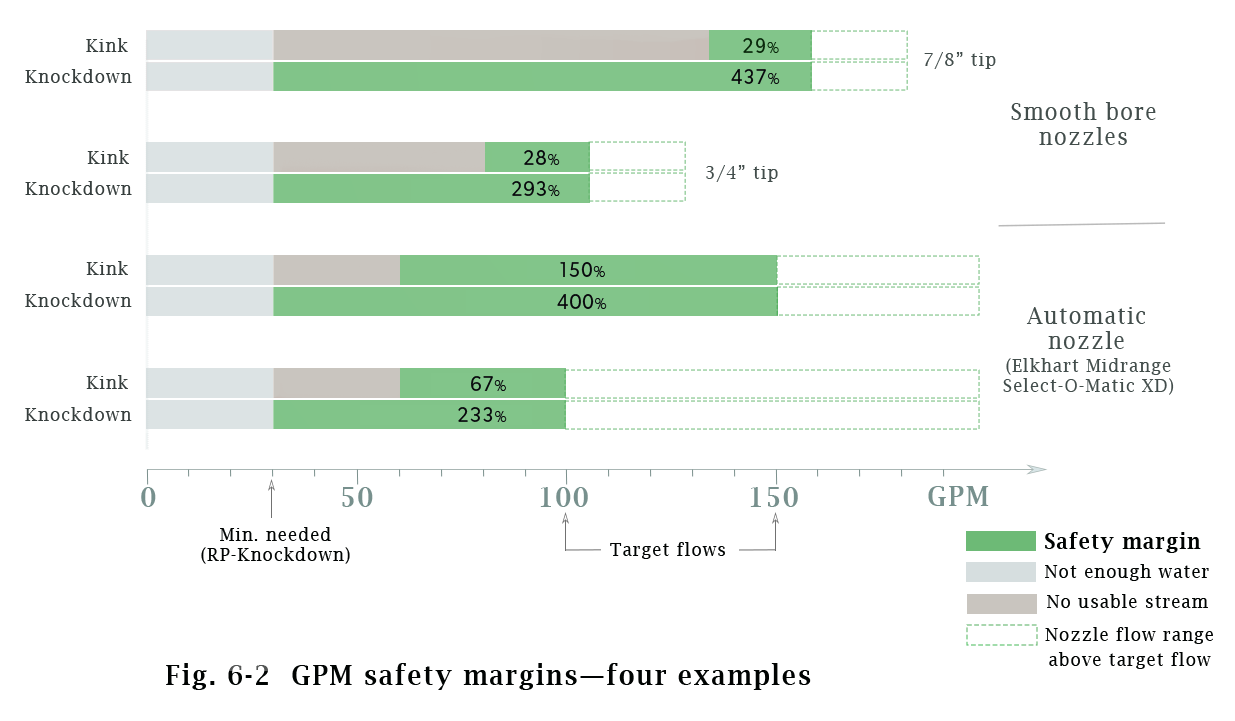 Kink
29%
Knockdown
437%
7/8” tip
Smooth bore
nozzles
Kink
28%
Knockdown
293%
3/4” tip
Kink
150%
Knockdown
400%
Automatic
nozzle
(Elkhart Midrange
Select-O-Matic XD)
Kink
67%
Knockdown
233%
0 50 100 150 GPM
Min. needed
(RP-Knockdown)
Target flows
Safety margin
Not enough water
No usable stream
Nozzle flow range
above target flow
Fig. 6-2 GPM safety margins—four examples